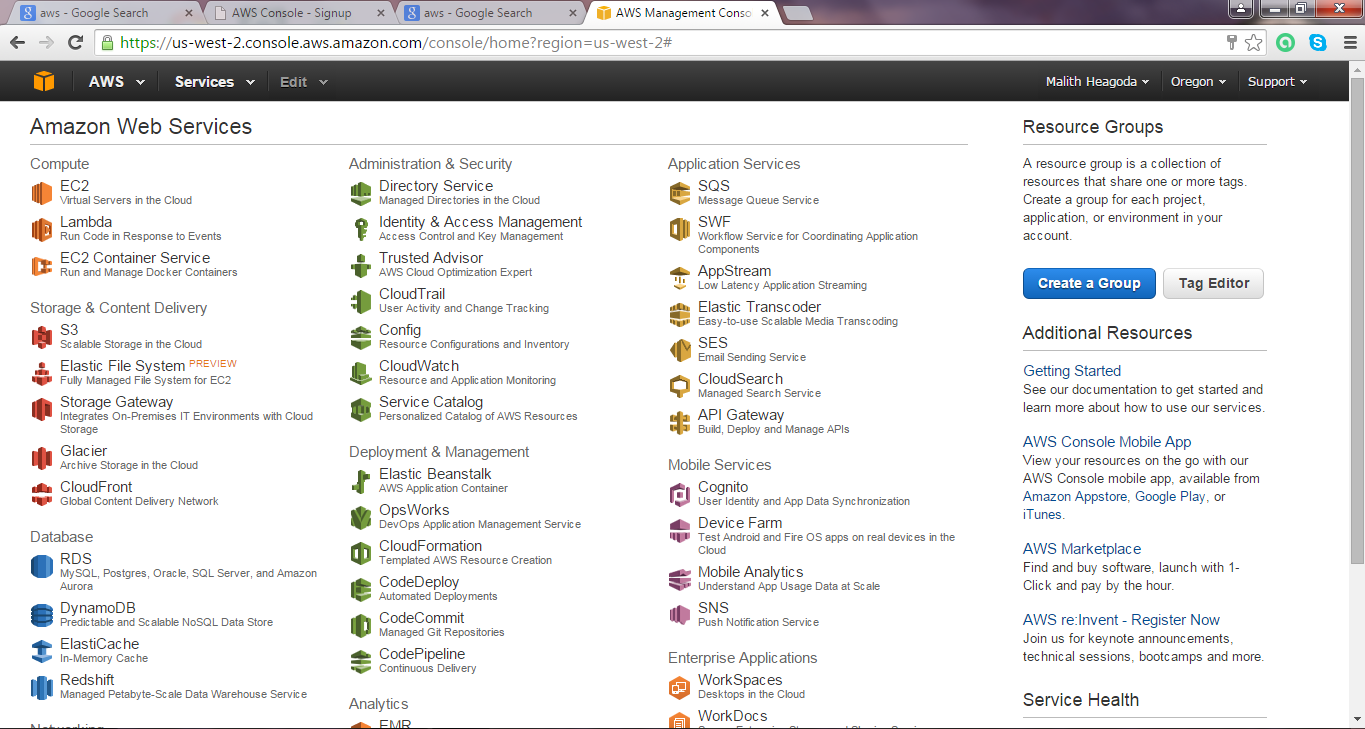 aws - Google Search
AWS Console - Signup
aws - Google Search
AWS Management Conso
https://us-west-2.console.aws.amazon.com/console/home?region=us-west-2#
AWS
Services
Edit
Malith Heagoda
Oregon
Support
Amazon Web Services
Compute
EC2
Virtual Servers in the Cloud
Lambda
Run Code in Response to Events
EC2 Container Service
Run and Manage Docker Containers
Storage & Content Delivery
S3
Scalable Storage in the Cloud
Elastic File System PREVIEW
Fully Managed File System for EC2
Storage Gateway
Integrates On-Premises IT Environments with Cloud
Storage
Glacier
Archive Storage in the Cloud
CloudFront
Global Content Delivery Network
Database
RDS
MySQL, Postgres, Oracle, SQL Server, and Amazon
Aurora
DynamoDB
Predictable and Scalable NoSQL Data Store
ElastiCache
In-Memory Cache
Redshift
Managed Petabyte-Scale Data Warehouse Service
Networking
Administration & Security
Directory Service
Managed Directories in the Cloud
Identity & Access Management
Access Control and Key Management
Trusted Advisor
AWS Cloud Optimization Expert
CloudTrail
User Activity and Change Tracking
Config
Resource Configurations and Inventory
CloudWatch
Resource and Application Monitoring
Service Catalog
Personalized Catalog of AWS Resources
Deployment & Management
Elastic Beanstalk
AWS Application Container
OpsWorks
DevOps Application Management Service
CloudFormation
Templated AWS Resource Creation
CodeDeploy
Automated Deployments
CodeCommit
Managed Git Repositories
CodePipeline
Continuous Delivery
Analytics
EMR
Application Services
SQS
Message Queue Service
SWF
Workflow Service for Coordinating Application
Components
AppStream
Low Latency Application Streaming
Elastic Transcoder
Easy-to-use Scalable Media Transcoding
SES
Email Sending Service
CloudSearch
Managed Search Service
API Gateway
Build, Deploy and Manage APIs
Mobile Services
Cognito
User Identity and App Data Synchronization
Device Farm
Test Android and Fire OS apps on real devices in the
Cloud
Mobile Analytics
Understand App Usage Data at Scale
SNS
Push Notification Service
Enterprise Applications
WorkSpaces
Desktops in the Cloud
WorkDocs
Resource Groups
A resource group is a collection of
resources that share one or more tags.
Create a group for each project,
application, or environment in your
account.
Create a Group
Tag Editor
Additional Resources
Getting Started
See our documentation to get started and
learn more about how to use our services.
AWS Console Mobile App
View your resources on the go with our
AWS Console mobile app, available from
Amazon Appstore, Google Play, or
iTunes.
AWS Marketplace
Find and buy software, launch with 1-
Click and pay by the hour.
AWS re:Invent - Register Now
Join us for keynote announcements,
technical sessions, bootcamps and more.
Service Health